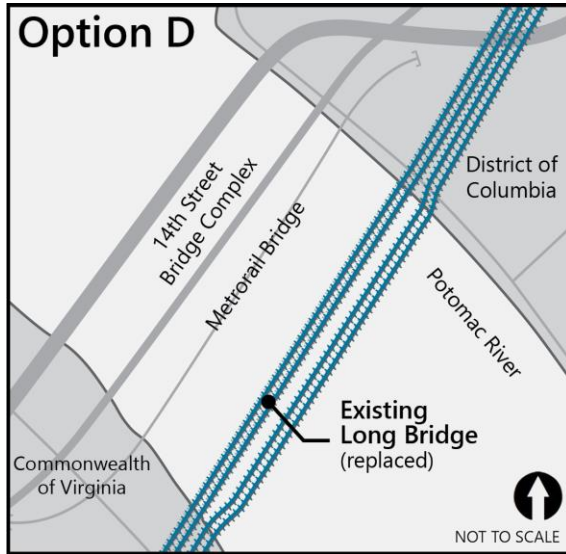 Option D
14th Street
Bridge Complex
Metrorail Bridge
District of
Columbia
Potomac River
Existing
Long Bridge
(replaced)
Commonwealth
of Virginia
NOT TO SCALE